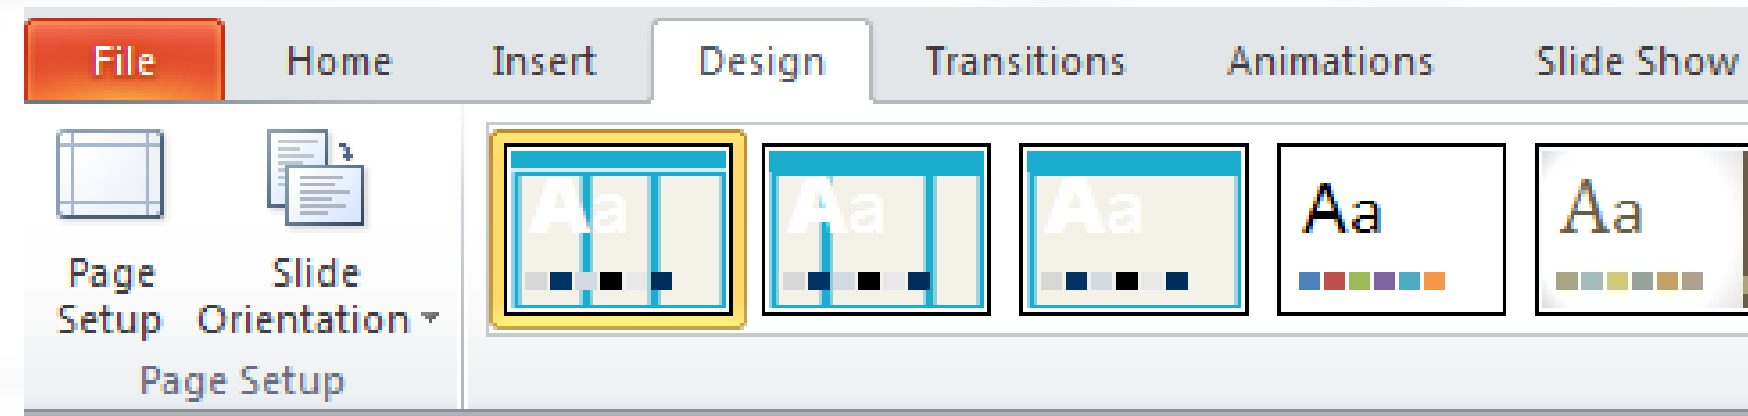 File Home Insert Design Transitions Animations Slide Show
Aa Aa Aa Aa Aa
Page Slide
Setup Orientation
Page Setup